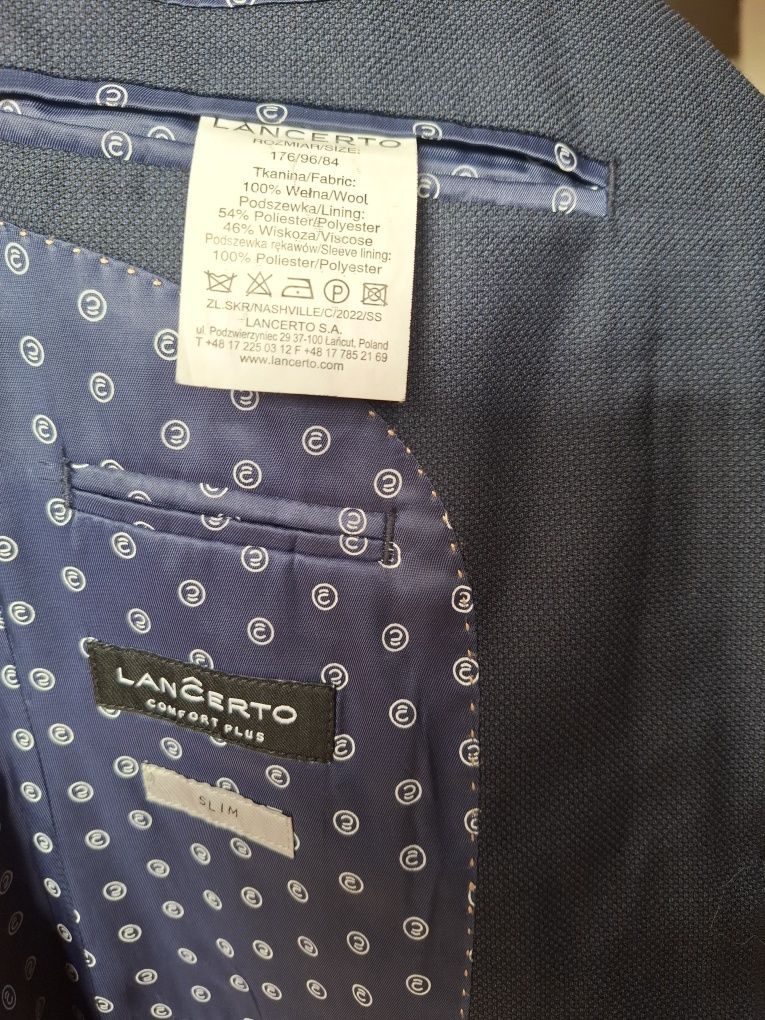 LANCERTO
ROZMIAR/SIZE:
176/96/84
Tkanina/Fabric:
100% Wełna/Wool
Podszewka/Lining:
54% Poliester/Polyester
46% Wiskoza/Viscose
Podszewka rękawów/Sleeve lining:
100% Poliester/Polyester
P
ZL.SKR/NASHVILLE/C/2022/SS
LANCERTO S.A.
ul. Podzwierzyniec 29 37-100 Łańcut, Poland
T +48 17 225 03 12 F +48 17 785 21 69
www.lancerto.com
LANĈERTO
CONFORT PLUS
SLIM